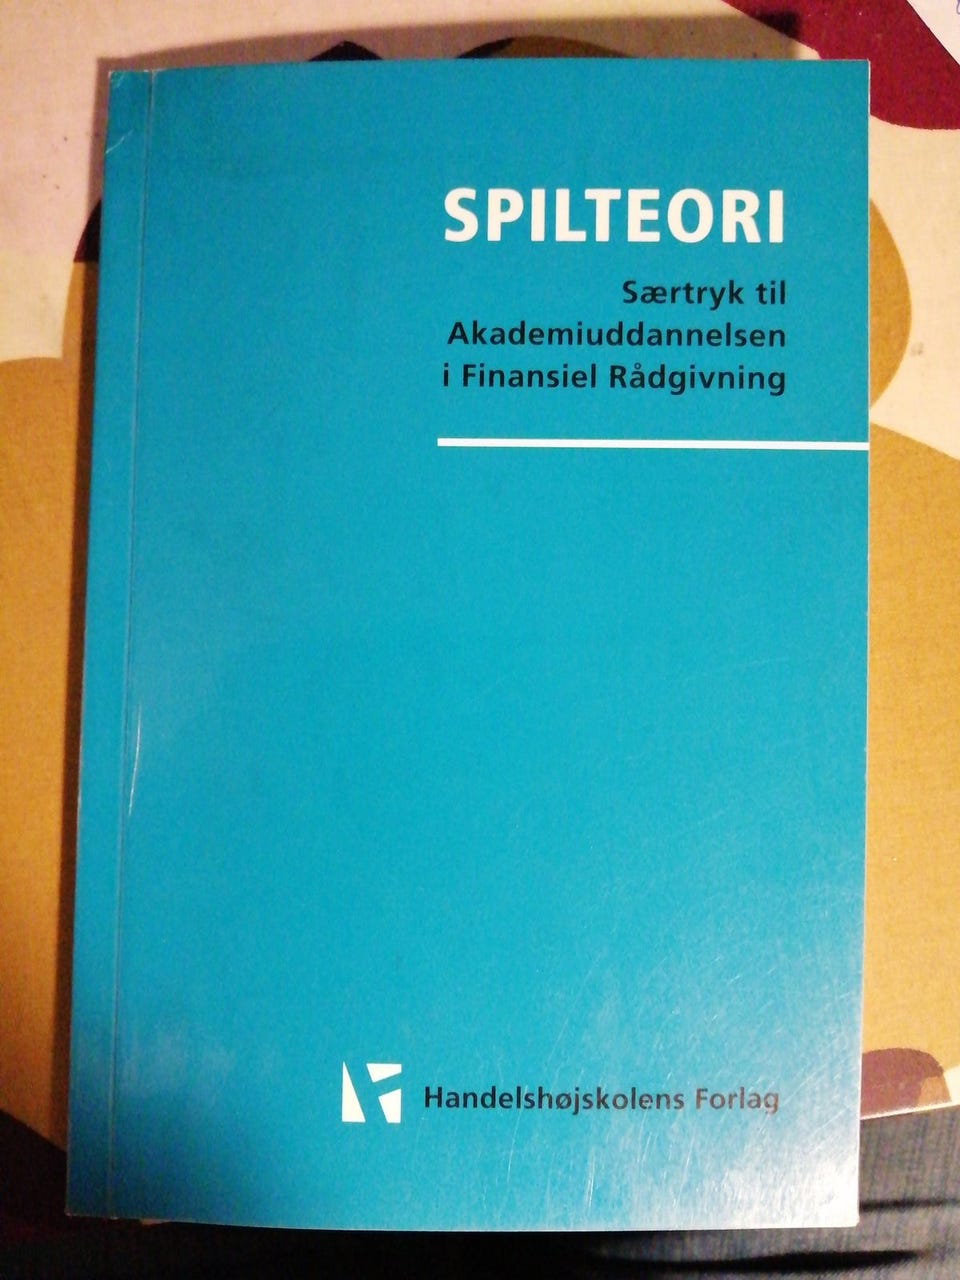 SPILTEORI
Særtryk til
Akademiuddannelsen
i Finansiel Rådgivning
Handelshøjskolens Forlag